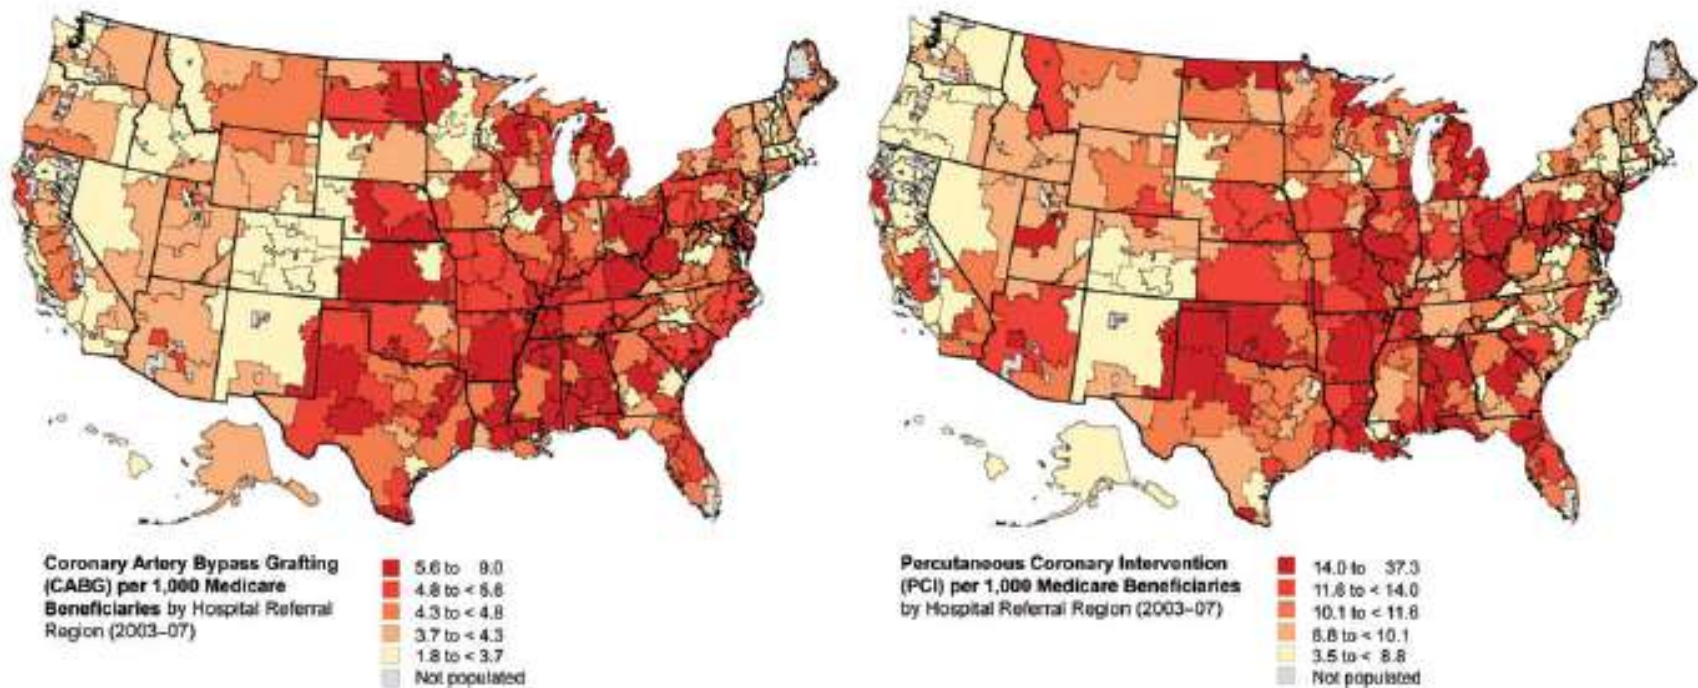 Coronary Artery Bypass Grafting
(CABG) per 1,000 Medicare
Beneficiaries by Hospital Referral
Region (2003–07)
5.6 to 9.0
4.8 to < 5.6
4.3 to < 4.8
3.7 to < 4.3
1.8 to < 3.7
Not populated
Percutaneous Coronary Intervention
(PCI) per 1,000 Medicare Beneficiaries
by Hospital Referral Region (2003–07)
14.0 to 37.3
11.6 to < 14.0
10.1 to < 11.6
8.8 to < 10.1
3.5 to < 8.8
Not populated